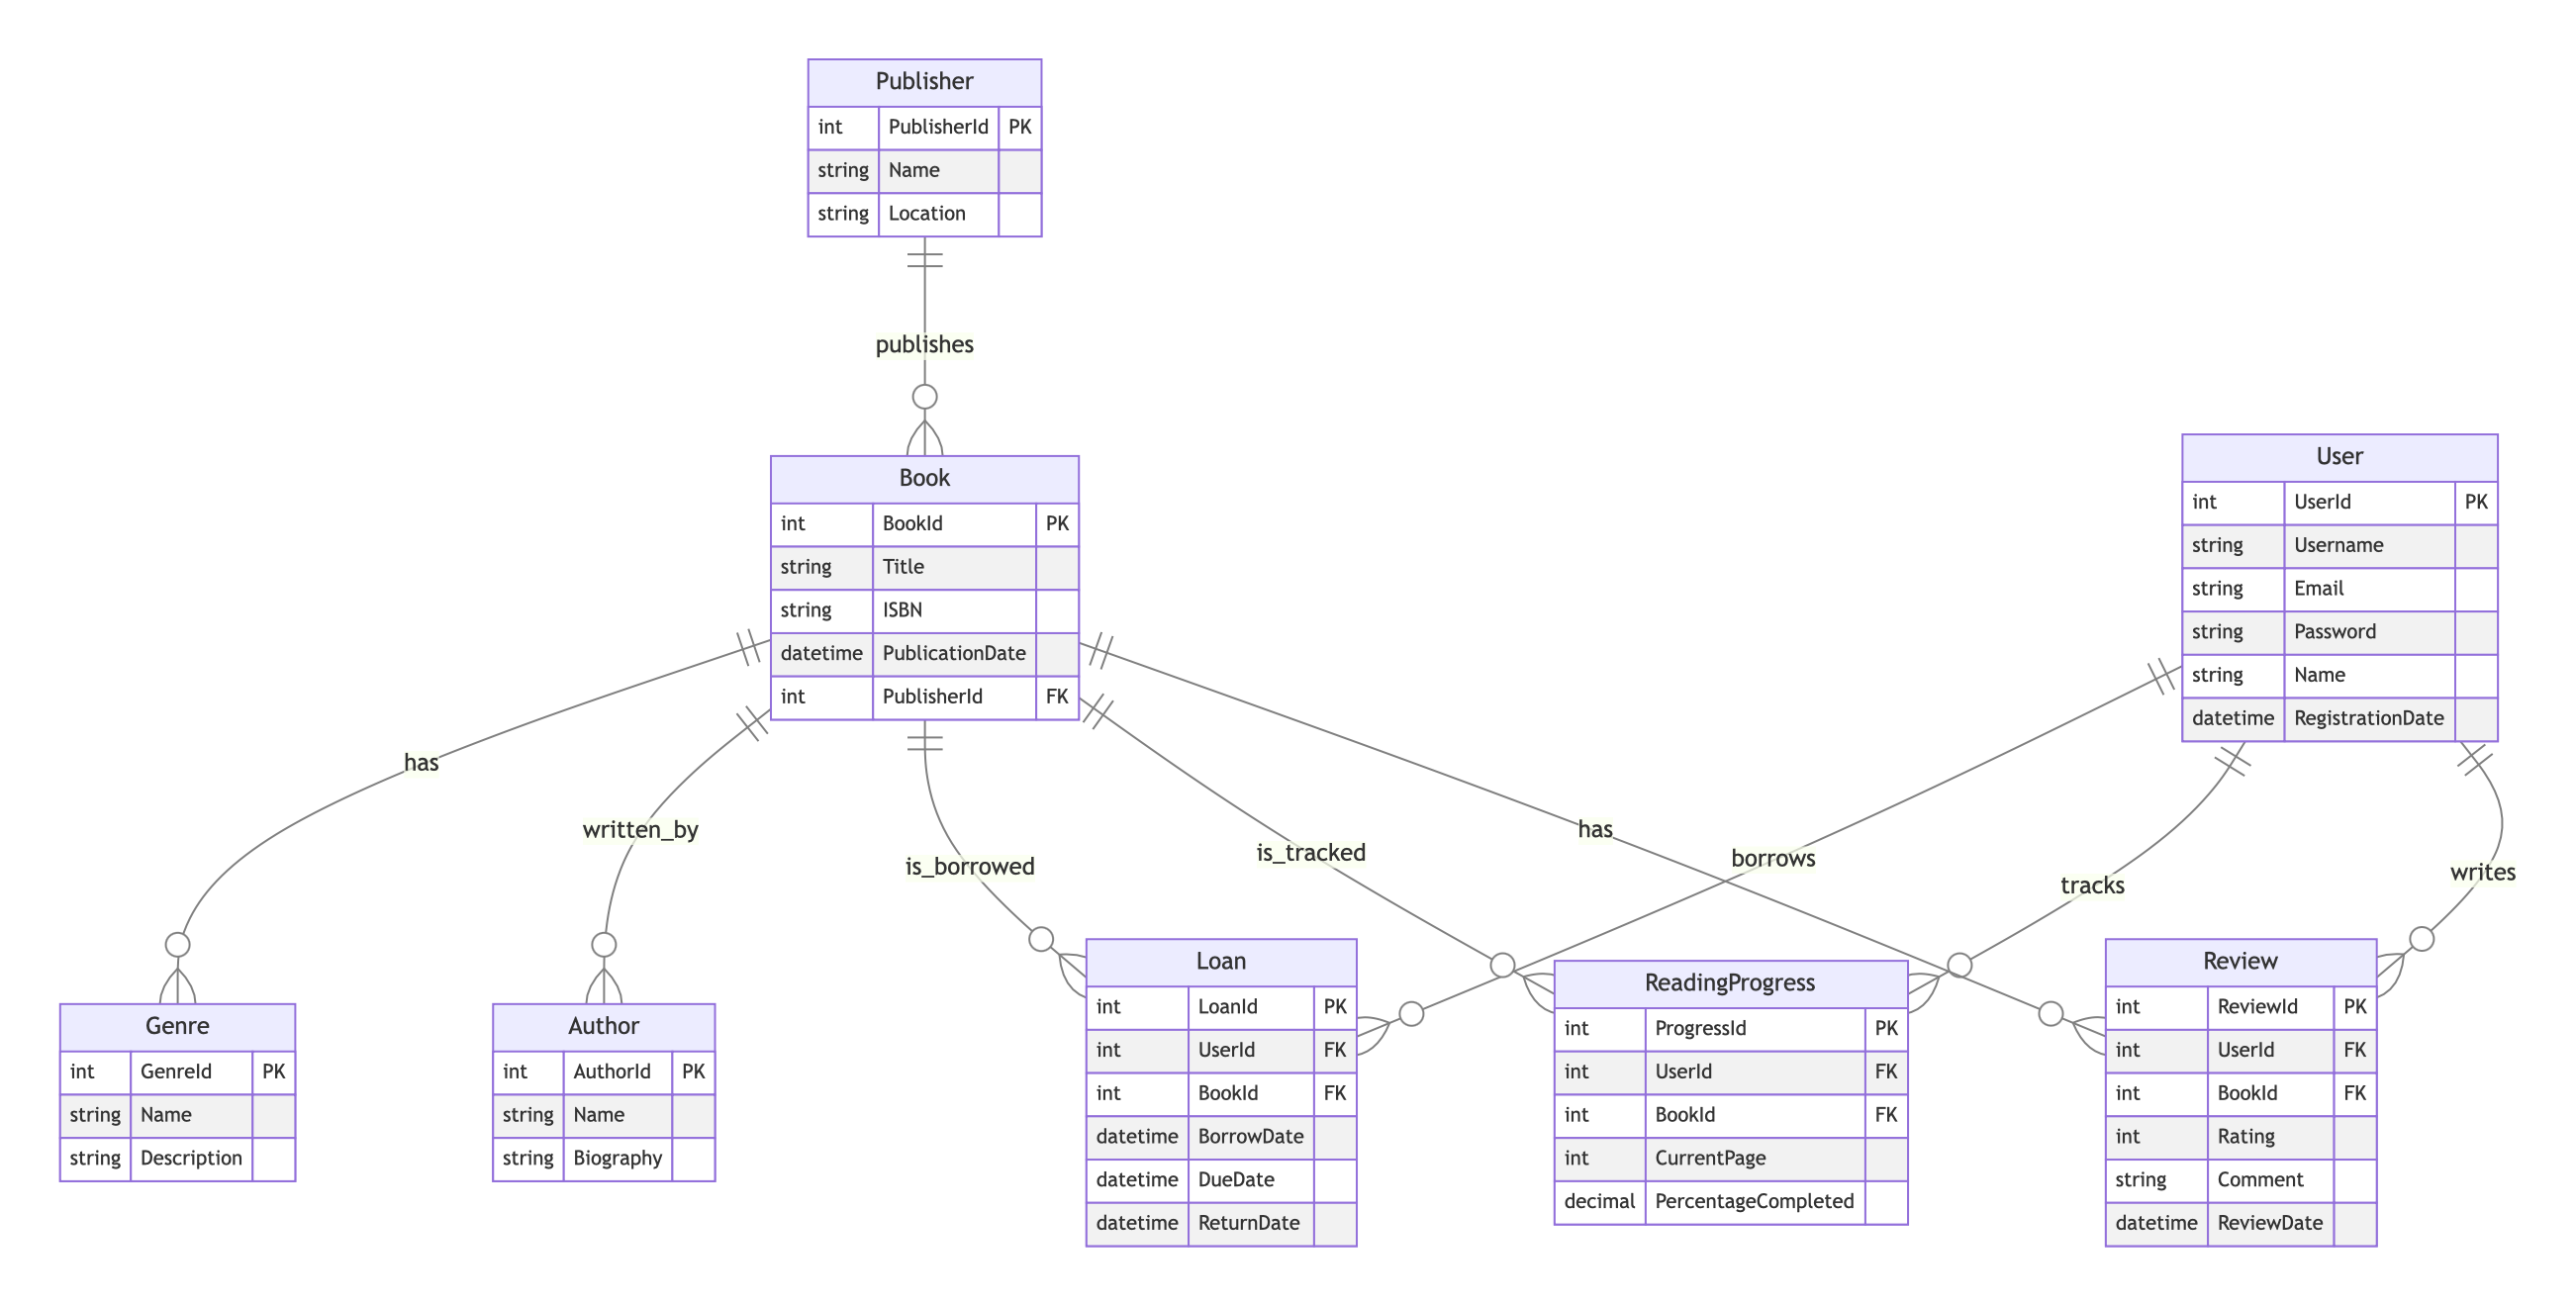 Publisher
int PublisherId PK
string Name
string Location
publishes
Book
int BookId PK
string Title
string ISBN
datetime PublicationDate
int PublisherId FK
User
int UserId PK
string Username
string Email
string Password
string Name
datetime RegistrationDate
has
written_by
is_borrowed
is_tracked
has
borrows
tracks
writes
Genre
int GenreId PK
string Name
string Description
Author
int AuthorId PK
string Name
string Biography
Loan
int LoanId PK
int UserId FK
int BookId FK
datetime BorrowDate
datetime DueDate
datetime ReturnDate
ReadingProgress
int ProgressId PK
int UserId FK
int BookId FK
int CurrentPage
decimal PercentageCompleted
Review
int ReviewId PK
int UserId FK
int BookId FK
int Rating
string Comment
datetime ReviewDate